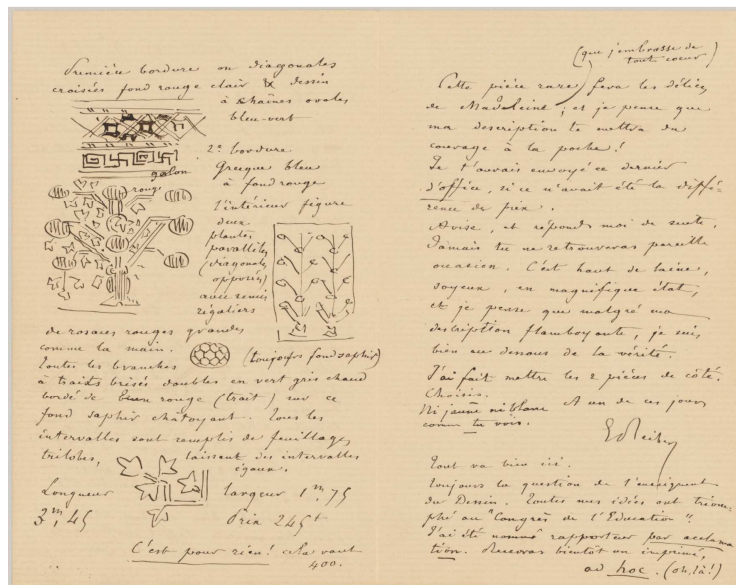 Première bordure en diagonales
croisées fond rouge clair & dessin
à chaînes ovales
bleu-vert
2e bordure
Grecque bleu
à fond rouge
galon
rouge
l'intérieur figure
deux
plantes
parallèles
(diagonales
opposées)
avec semis
réguliers
de rosaces rouges grandes
comme la main.
(toujours fond saphir)
Toutes les branches
à traits brisés doubles en vert gris chaud
bordé de rouge (trait) sur ce
fond saphir châtoyant. Tous les
intervalles sont remplis de feuillages
trilobes, laissant des intervalles
égaux.
Longueur largeur 1m,75
3m,45 Prix 245f
C'est pour rien! cela vaut
400.
(que j'embrasse de
tout coeur)
Cette pièce rare fera les délices
de Madeleine; et je pense que
ma description te mettra du
courage à la poche!
Je t'aurais envoyé ce dernier
d'office, si ce n'avait été la diffé-
rence de prix.
Avise, et réponds moi de suite.
Jamais tu ne retrouveras pareille
occasion. C'est haut de laine,
soyeux, en magnifique état,
et je pense que malgré ma
description flamboyante, je suis
bien au dessous de la vérité.
J'ai fait mettre les 2 pièces de côté.
Choisis.
Ni jaune ni blanc A un de ces jours
comme tu vois.
Tout va bien ici.
Toujours la question de l'enseignemt
du Dessin. Toutes mes idées ont triom-
phé au "Congrès de l'Education".
J'ai été nommé rapporteur par acclama
tion. Recevras bientôt un imprimé,
ad hoc. (oh, là!)